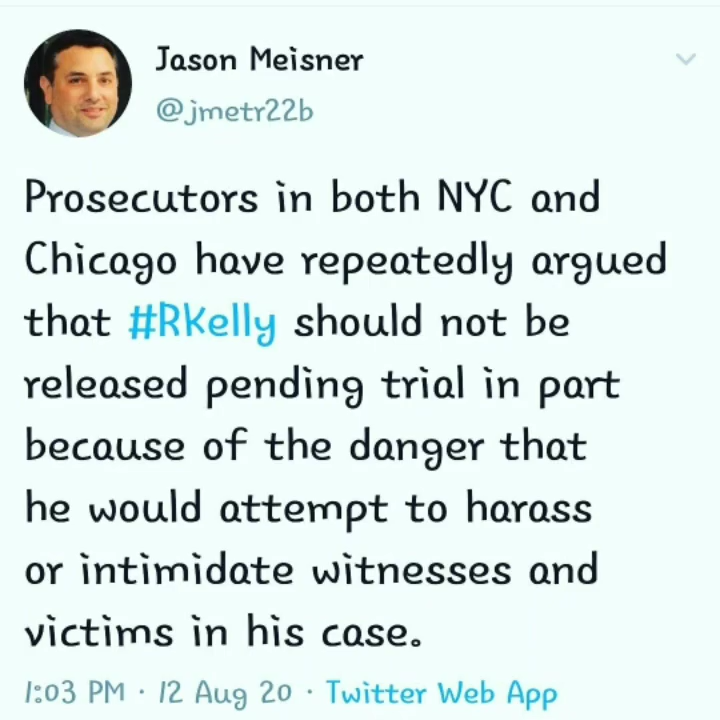 Jason Meisner
@jmetr22b
Prosecutors in both NYC and
Chicago have repeatedly argued
that #RKelly should not be
released pending trial in part
because of the danger that
he would attempt to harass
or intimidate witnesses and
victims in his case.
1:03 PM · 12 Aug 20 · Twitter Web App